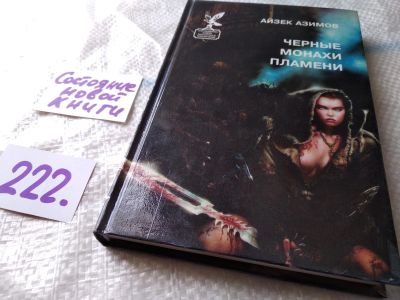 АЙЗЕК АЗИМОВ
ЧЕРНЫЕ
МОНАХИ
ПЛАМЕНИ
Состояние
новой
книги
222.